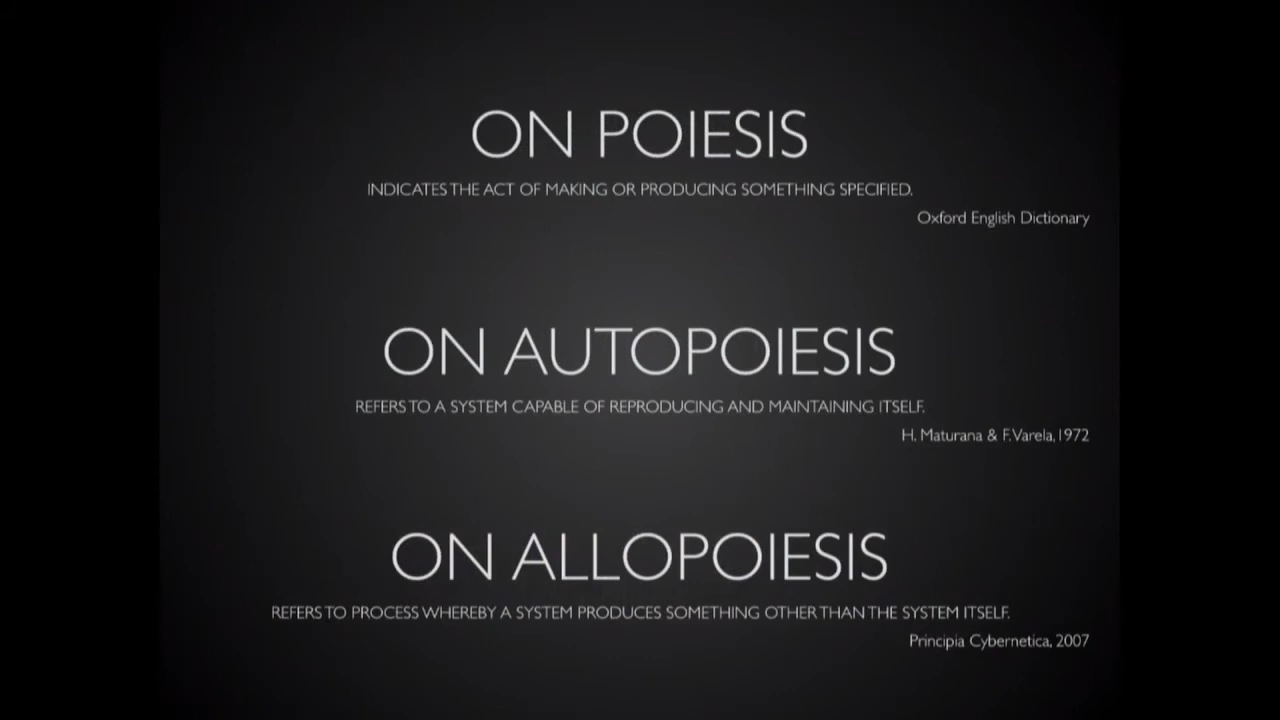 ON POIESIS
INDICATES THE ACT OF MAKING OR PRODUCING SOMETHING SPECIFIED.
Oxford English Dictionary
ON AUTOPOIESIS
REFERS TO A SYSTEM CAPABLE OF REPRODUCING AND MAINTAINING ITSELF.
H. Maturana & F. Varela, 1972
ON ALLOPOIESIS
REFERS TO PROCESS WHEREBY A SYSTEM PRODUCES SOMETHING OTHER THAN THE SYSTEM ITSELF.
Principia Cybernetica, 2007